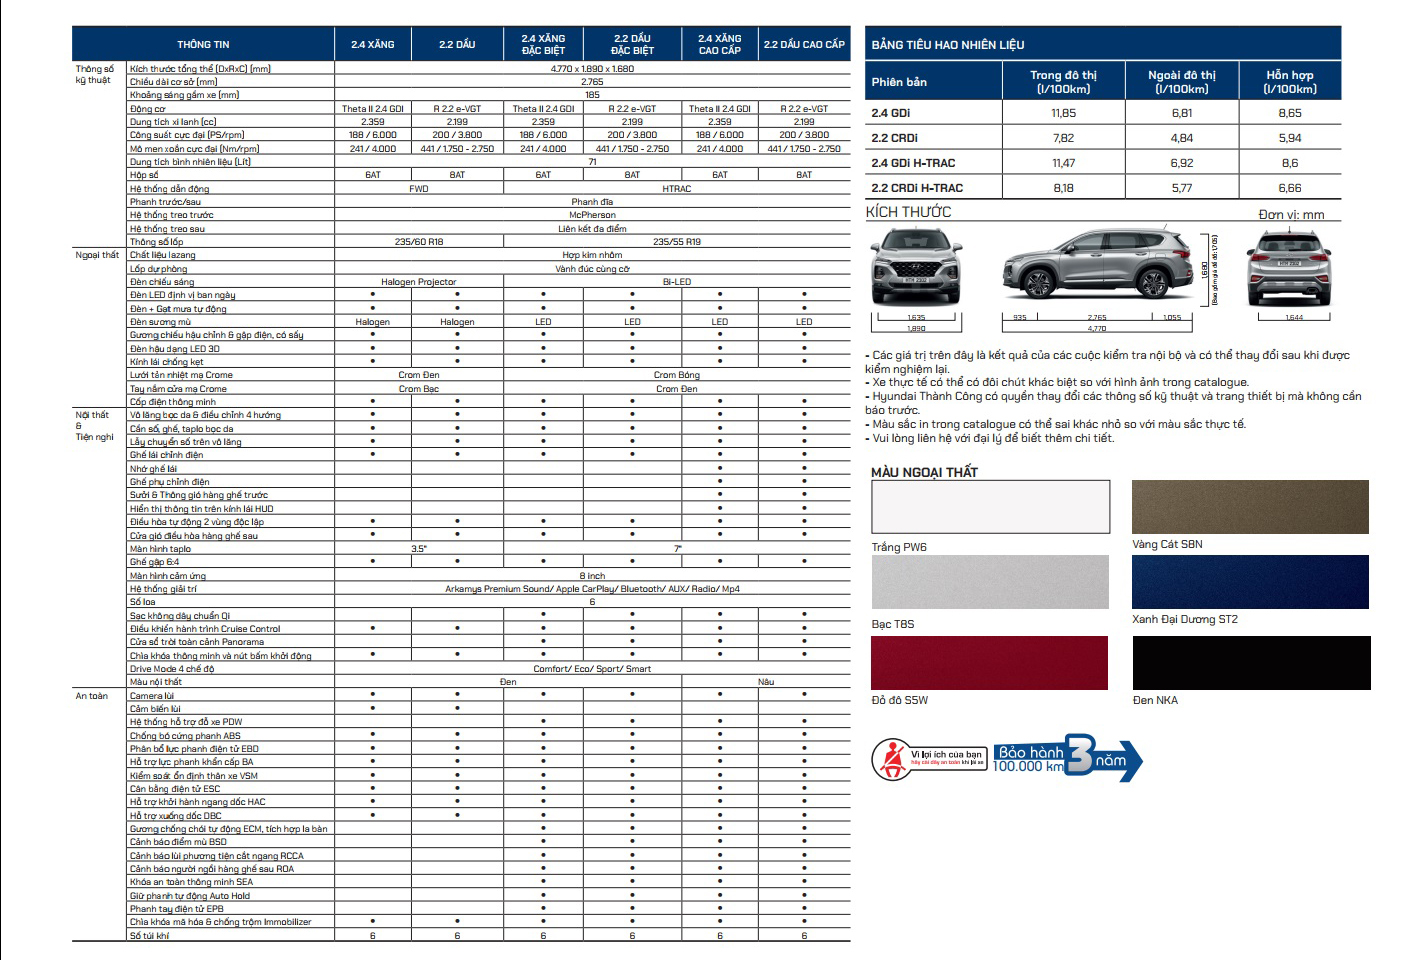 THÔNG TIN 2.4 XĂNG 2.2 DẦU 2.4 XĂNG ĐẶC BIỆT 2.2 DẦU ĐẶC BIỆT 2.4 XĂNG CAO CẤP 2.2 DẦU CAO CẤP
Thông số kỹ thuật
Kích thước tổng thể (DxRxC) (mm) 4.770 x 1.890 x 1.680
Chiều dài cơ sở (mm) 2.765
Khoảng sáng gầm xe (mm) 185
Động cơ Theta II 2.4 GDI R 2.2 e-VGT Theta II 2.4 GDI R 2.2 e-VGT Theta II 2.4 GDI R 2.2 e-VGT
Dung tích xi lanh (cc) 2.359 2.199 2.359 2.199 2.359 2.199
Công suất cực đại (PS/rpm) 188 / 6.000 200 / 3.800 188 / 6.000 200 / 3.800 188 / 6.000 200 / 3.800
Mô men xoắn cực đại (Nm/rpm) 241 / 4.000 441 / 1.750 - 2.750 241 / 4.000 441 / 1.750 - 2.750 241 / 4.000 441 / 1.750 - 2.750
Dung tích bình nhiên liệu (Lít) 71
Hộp số 6AT 8AT 6AT 8AT 6AT 8AT
Hệ thống dẫn động FWD HTRAC
Phanh trước/sau Phanh đĩa
Hệ thống treo trước McPherson
Hệ thống treo sau Liên kết đa điểm
Thông số lốp 235/60 R18 235/55 R19
Ngoại thất
Chất liệu lazang Hợp kim nhôm
Lốp dự phòng Vành đúc cùng cỡ
Đèn chiếu sáng Halogen Projector Bi-LED
Đèn LED định vị ban ngày • • • • • •
Đèn + Gạt mưa tự động • • • • • •
Đèn sương mù Halogen Halogen LED LED LED LED
Gương chiếu hậu chỉnh & gập điện, có sấy • • • • • •
Đèn hậu dạng LED 3D • • • • • •
Kính lái chống kẹt • • • • • •
Lưới tản nhiệt mạ Crome Crom Đen Crom Bóng
Tay nắm cửa mạ Crome Crom Bạc Crom Đen
Cốp điện thông minh • • • • • •
Nội thất
&
Tiện nghi
Vô lăng bọc da & điều chỉnh 4 hướng • • • • • •
Cần số, ghế, taplo bọc da • • • • • •
Lẫy chuyển số trên vô lăng • • • • • •
Ghế lái chỉnh điện • • • • • •
Nhớ ghế lái • •
Ghế phụ chỉnh điện • •
Sưởi & Thông gió hàng ghế trước • •
Hiển thị thông tin trên kính lái HUD • •
Điều hòa tự động 2 vùng độc lập • • • • • •
Cửa gió điều hòa hàng ghế sau • • • • • •
Màn hình taplo 3.5" 7"
Ghế gập 6:4 • • • • • •
Màn hình cảm ứng 8 inch
Hệ thống giải trí Arkamys Premium Sound/ Apple CarPlay/ Bluetooth/ AUX/ Radio/ Mp4
Số loa 6
Sạc không dây chuẩn Qi • • • •
Điều khiển hành trình Cruise Control • • • • • •
Cửa sổ trời toàn cảnh Panorama • • • •
Chìa khóa thông minh và nút bấm khởi động • • • • • •
Drive Mode 4 chế độ Comfort/ Eco/ Sport/ Smart
Màu nội thất Đen Nâu
An toàn
Camera lùi • • • • • •
Cảm biến lùi • •
Hệ thống hỗ trợ đỗ xe PDW • • • •
Chống bó cứng phanh ABS • • • • • •
Phân bổ lực phanh điện tử EBD • • • • • •
Hỗ trợ lực phanh khẩn cấp BA • • • • • •
Kiểm soát ổn định thân xe VSM • • • • • •
Cân bằng điện tử ESC • • • • • •
Hỗ trợ khởi hành ngang dốc HAC • • • • • •
Hỗ trợ xuống dốc DBC • • • • • •
Gương chống chói tự động ECM, tích hợp la bàn • • • •
Cảnh báo điểm mù BSD • • • •
Cảnh báo lùi phương tiện cắt ngang RCCA • • • •
Cảnh báo người ngồi hàng ghế sau ROA • • • •
Khóa an toàn thông minh SEA • • • •
Giữ phanh tự động Auto Hold • • • •
Phanh tay điện tử EPB • • • •
Chìa khóa mã hóa & chống trộm Immobilizer • • • • • •
Số túi khí 6 6 6 6 6 6
BẢNG TIÊU HAO NHIÊN LIỆU
Phiên bản Trong đô thị (l/100km) Ngoài đô thị (l/100km) Hỗn hợp (l/100km)
2.4 GDi 11,85 6,81 8,65
2.2 CRDi 7,82 4,84 5,94
2.4 GDi H-TRAC 11,47 6,92 8,6
2.2 CRDi H-TRAC 8,18 5,77 6,66
KÍCH THƯỚC Đơn vị: mm
HTH 2302 HTH 2302
1,680
(Bao gồm giá để đồ: 1,705)
1,635 935 2,765 1,055 1,644
1,890 4,770
- Các giá trị trên đây là kết quả của các cuộc kiểm tra nội bộ và có thể thay đổi sau khi được
kiểm nghiệm lại.
- Xe thực tế có thể có đôi chút khác biệt so với hình ảnh trong catalogue.
- Hyundai Thành Công có quyền thay đổi các thông số kỹ thuật và trang thiết bị mà không cần
báo trước.
- Màu sắc in trong catalogue có thể sai khác nhỏ so với màu sắc thực tế.
- Vui lòng liên hệ với đại lý để biết thêm chi tiết.
MÀU NGOẠI THẤT
Trắng PW6 Vàng Cát S8N
Bạc T8S Xanh Đại Dương ST2
Đỏ đô S5W Đen NKA
Vì lợi ích của bạn
hãy cài dây an toàn khi lái xe
Bảo hành 3 năm
100.000 km